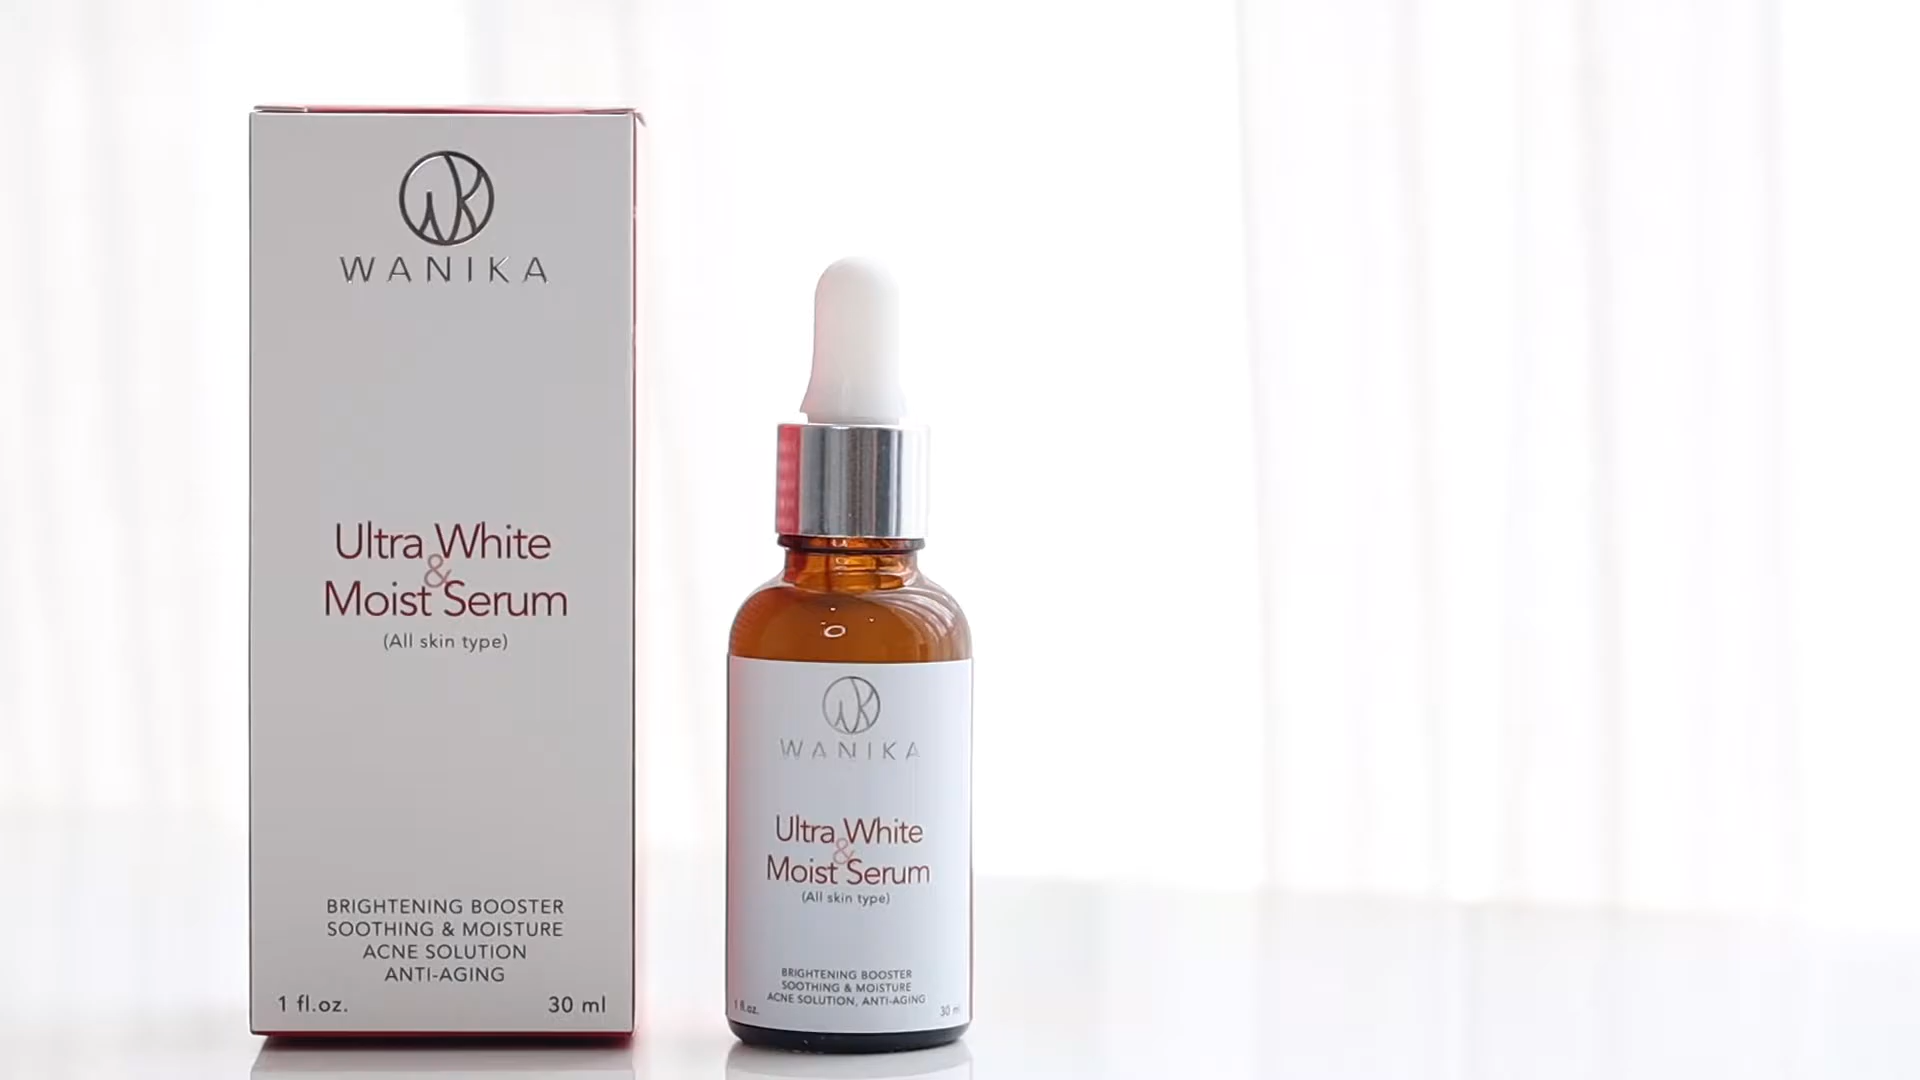 WANIKA
Ultra White
&
Moist Serum
(All skin type)
BRIGHTENING BOOSTER
SOOTHING & MOISTURE
ACNE SOLUTION
ANTI-AGING
1 fl.oz. 30 ml
WANIKA
Ultra White
&
Moist Serum
(All skin type)
BRIGHTENING BOOSTER
SOOTHING & MOISTURE
ACNE SOLUTION, ANTI-AGING
1 fl.oz. 30 ml